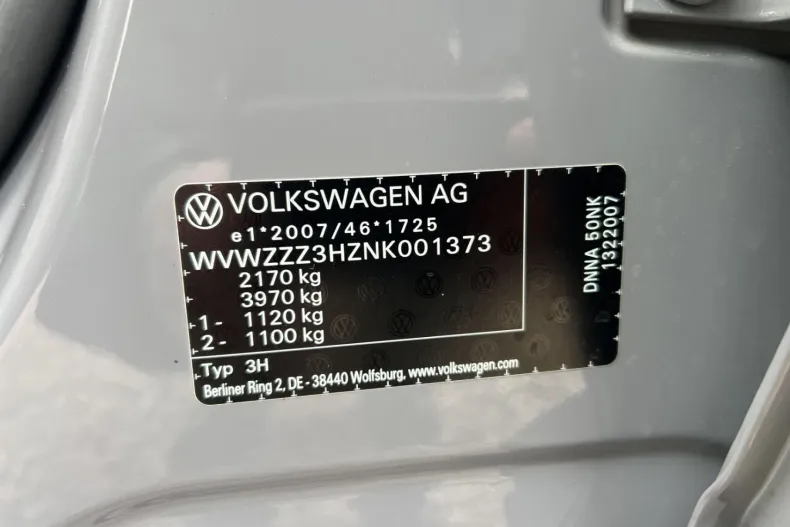 VOLKSWAGEN AG
e1*2007/46*1725
WVWZZZ3HZNK001373
2170 kg
3970 kg
1 - 1120 kg
2 - 1100 kg
Typ 3H
Berliner Ring 2, DE - 38440 Wolfsburg, www.volkswagen.com
DNNA 50NK
1322007